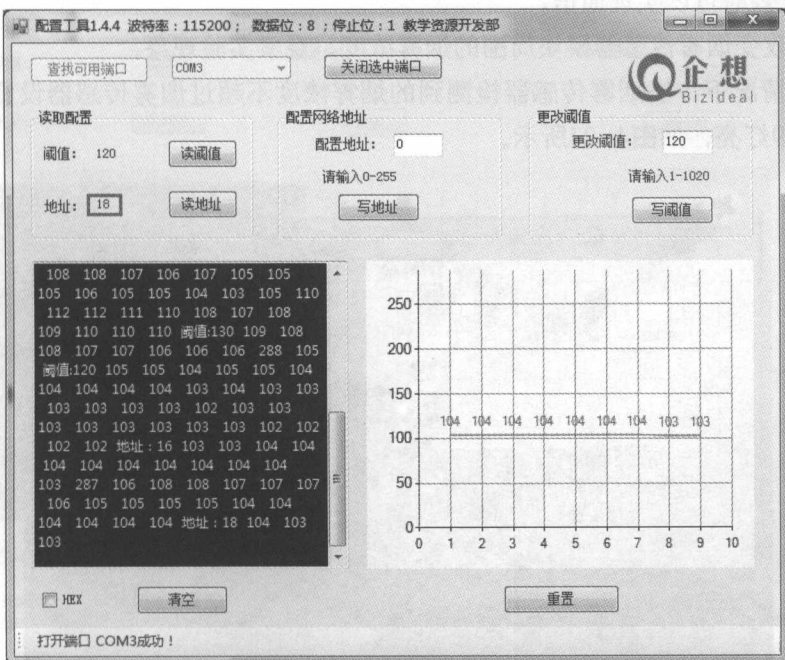 配置工具1.4.4 波特率：115200； 数据位：8 ；停止位：1 教学资源开发部
查找可用端口 COM3 关闭选中端口
企想
Bizideal
读取配置
阈值： 120 读阈值
地址： 18 读地址
配置网络地址
配置地址： 0
请输入0-255
写地址
更改阈值
更改阈值： 120
请输入1-1020
写阈值
108 108 107 106 107 105 105
105 106 105 105 104 103 105 110
112 112 111 110 108 107 108
109 110 110 110 阈值:130 109 108
108 107 107 106 106 106 288 105
阈值:120 105 105 104 105 105 104
104 104 104 104 103 104 103 103
103 103 103 103 102 103 103
103 103 103 103 103 103 102 102
102 102 地址：16 103 103 104 104
104 104 104 104 104 104 104
103 287 106 108 108 107 107 107
106 105 105 105 105 104 104
104 104 104 104 地址：18 104 103
103
250
200
150
104 104 104 104 104 104 104 103 103
100
50
0
0 1 2 3 4 5 6 7 8 9 10
HEX 清空 重置
打开端口 COM3成功！